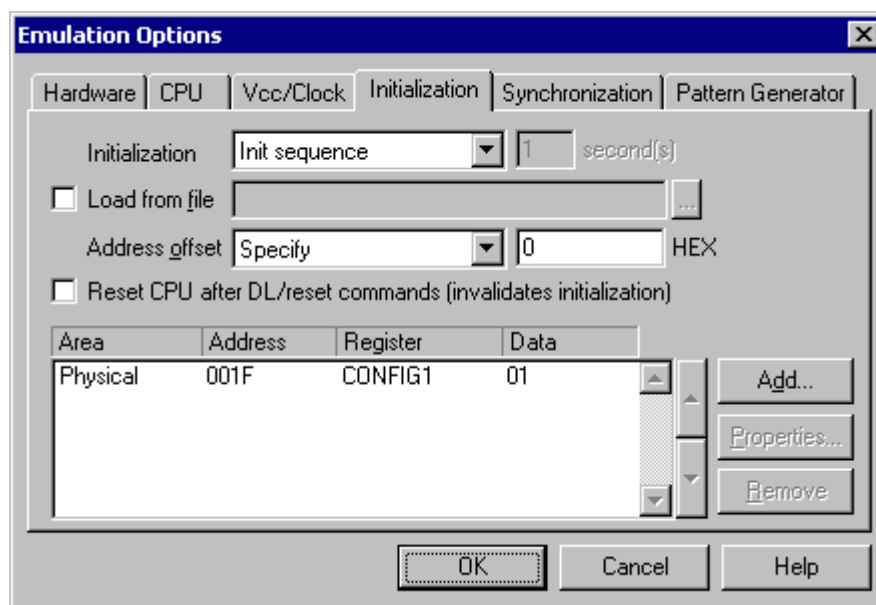 Emulation Options
Hardware CPU Vcc/Clock Initialization Synchronization Pattern Generator
Initialization Init sequence 1 second(s)
Load from file ...
Address offset Specify 0 HEX
Reset CPU after DL/reset commands (invalidates initialization)
Area Address Register Data
Physical 001F CONFIG1 01
Add...
Properties...
Remove
OK Cancel Help